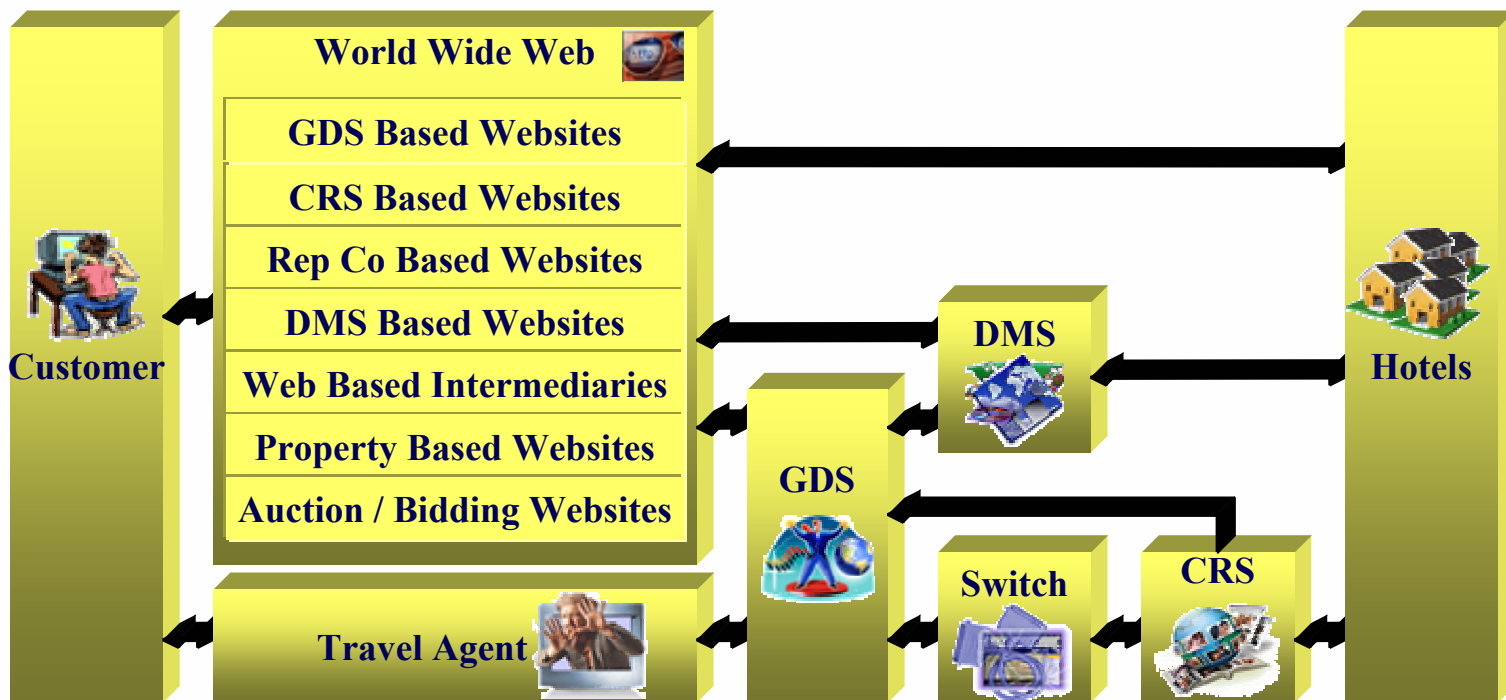 World Wide Web
GDS Based Websites
CRS Based Websites
Rep Co Based Websites
DMS Based Websites
Web Based Intermediaries
Property Based Websites
Auction / Bidding Websites
Customer
Travel Agent
GDS
DMS
Switch
CRS
Hotels